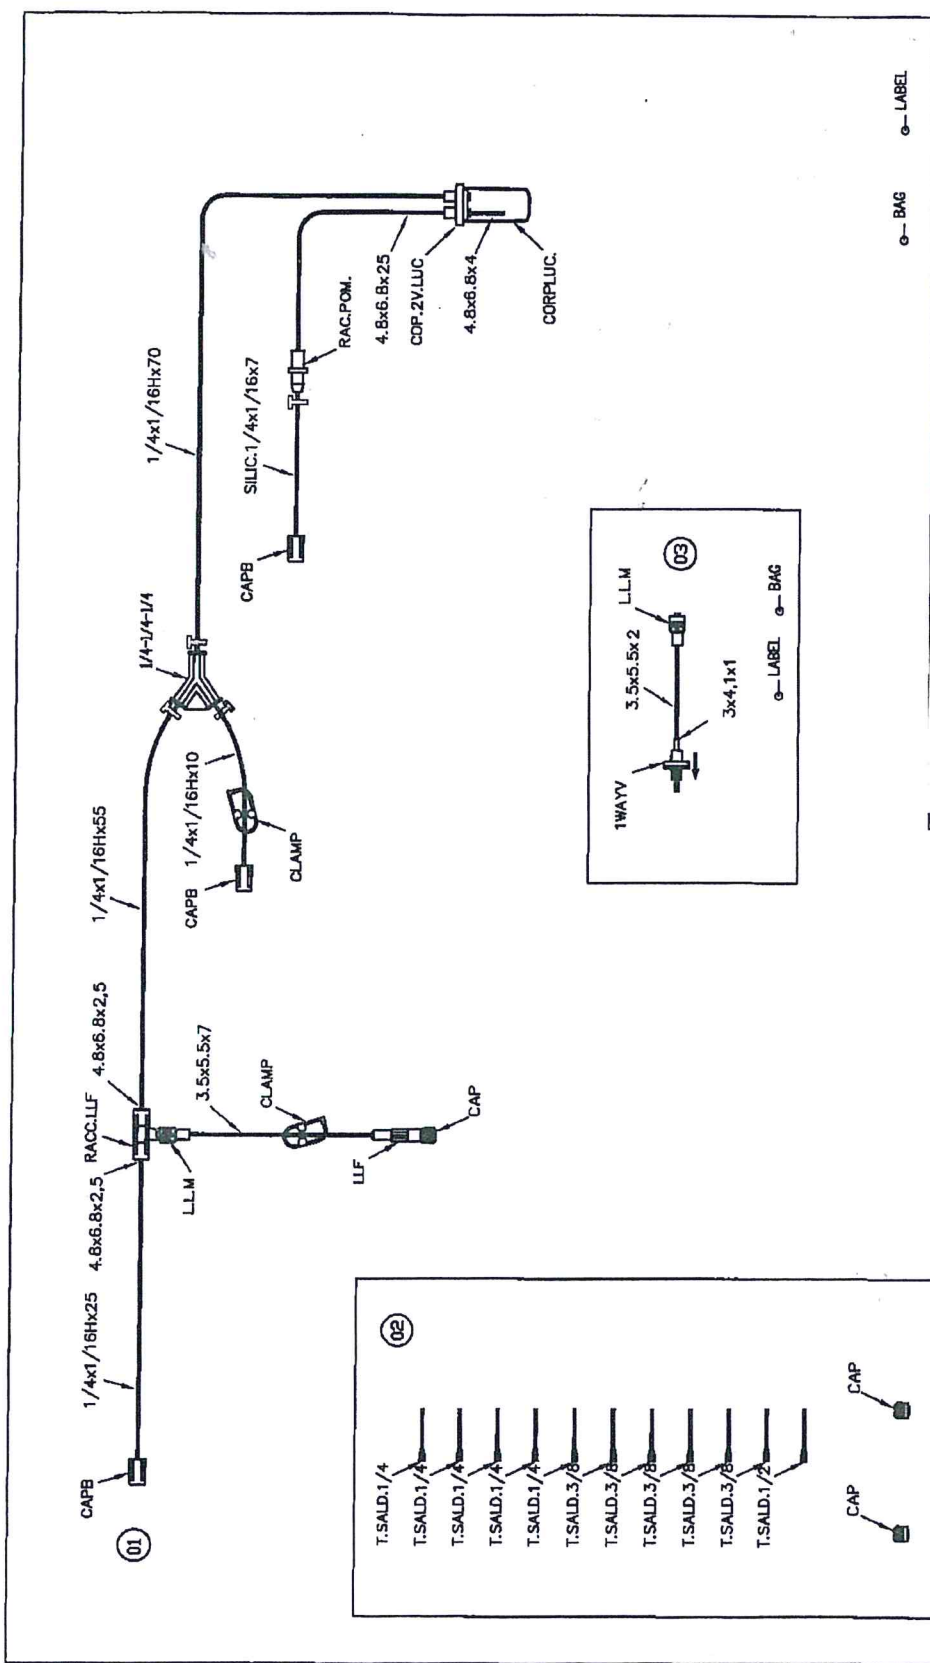 01
CAPB
1/4x1/16Hx25
4.8x6.8x2,5
RACC.LLF
4.8x6.8x2,5
1/4x1/16Hx55
1/4-1/4-1/4
1/4x1/16Hx70
L.L.M
3.5x5.5x7
CLAMP
LLF
CAP
CAPB
1/4x1/16Hx10
CLAMP
CAPB
SILIC.1/4x1/16x7
RAC.POM.
4.8x6.8x25
COP.2V.LUC
4.8x6.8x4
CORPLUC.
02
T.SALD.1/4
T.SALD.1/4
T.SALD.1/4
T.SALD.1/4
T.SALD.1/4
T.SALD.3/8
T.SALD.3/8
T.SALD.3/8
T.SALD.3/8
T.SALD.3/8
T.SALD.1/2
CAP
CAP
03
1WAYV
3.5x5.5x2
L.L.M
3x4,1x1
LABEL
BAG
BAG
LABEL